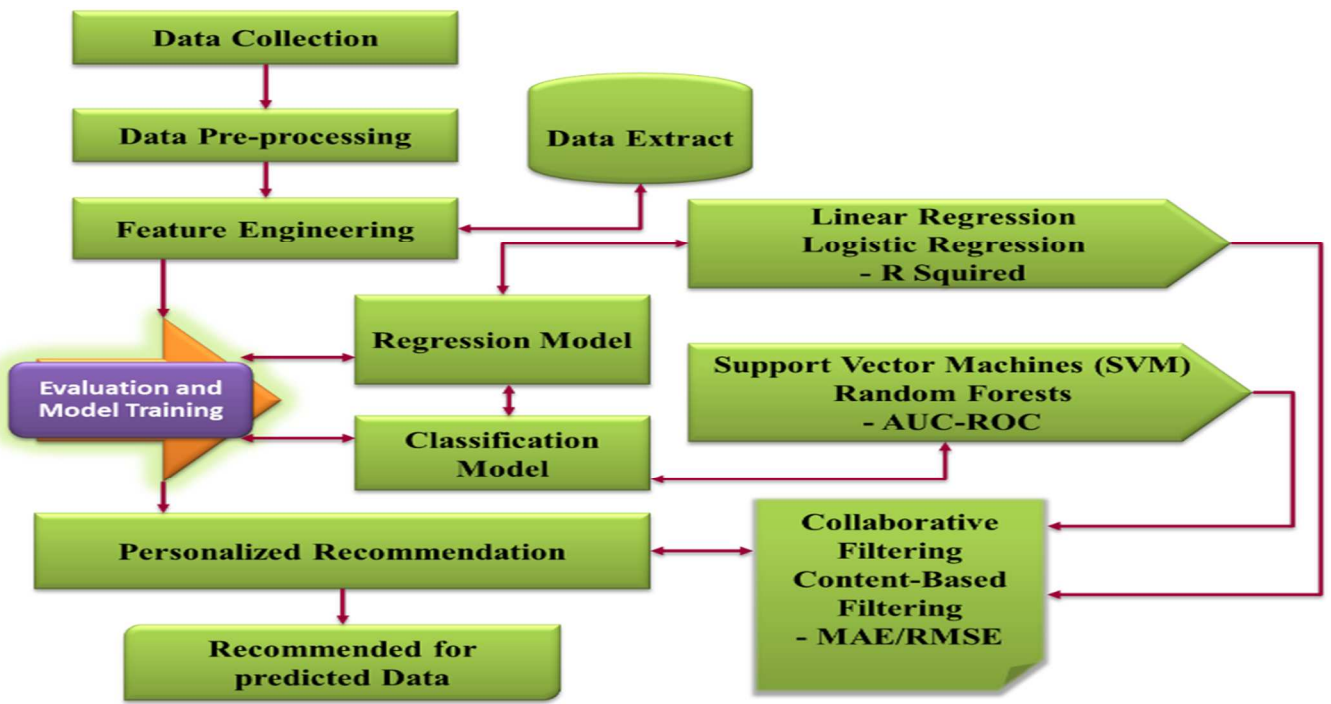 Data Collection
Data Pre-processing
Data Extract
Feature Engineering
Linear Regression
Logistic Regression
- R Squired
Regression Model
Support Vector Machines (SVM)
Random Forests
- AUC-ROC
Evaluation and
Model Training
Classification
Model
Personalized Recommendation
Collaborative
Filtering
Content-Based
Filtering
- MAE/RMSE
Recommended for
predicted Data